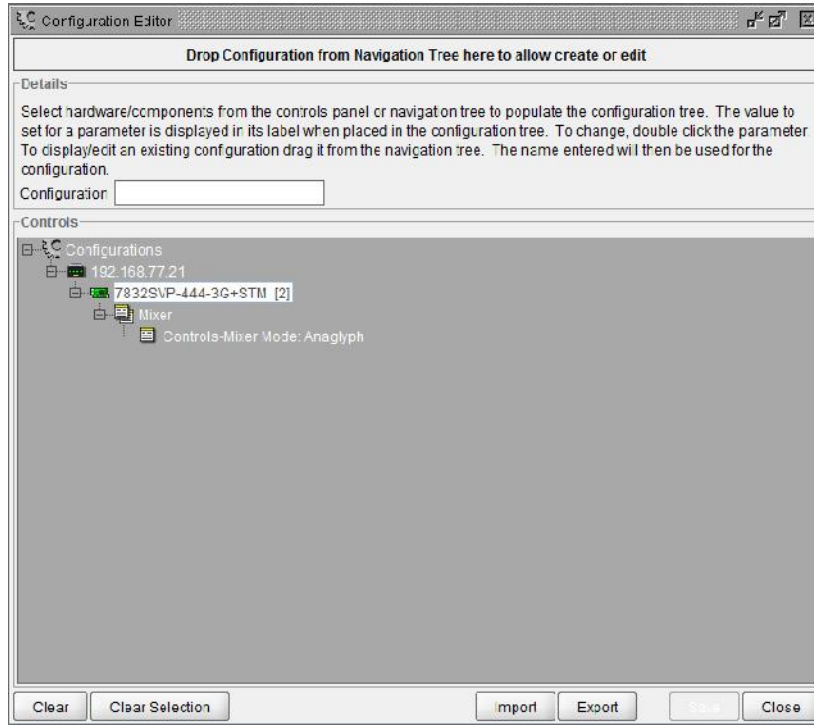 Configuration Editor
Drop Configuration from Navigation Tree here to allow create or edit
Details
Select hardware/components from the controls panel or navigation tree to populate the configuration tree. The value to
set for a parameter is displayed in its label when placed in the configuration tree. To change, double click the parameter.
To display/edit an existing configuration drag it from the navigation tree. The name entered will then be used for the
configuration.
Configuration
Controls
Configurations
192.168.77.21
7832SVP-444-3G+STM [2]
Mixer
Controls-Mixer Mode: Anaglyph
Clear Clear Selection Import Export Save Close